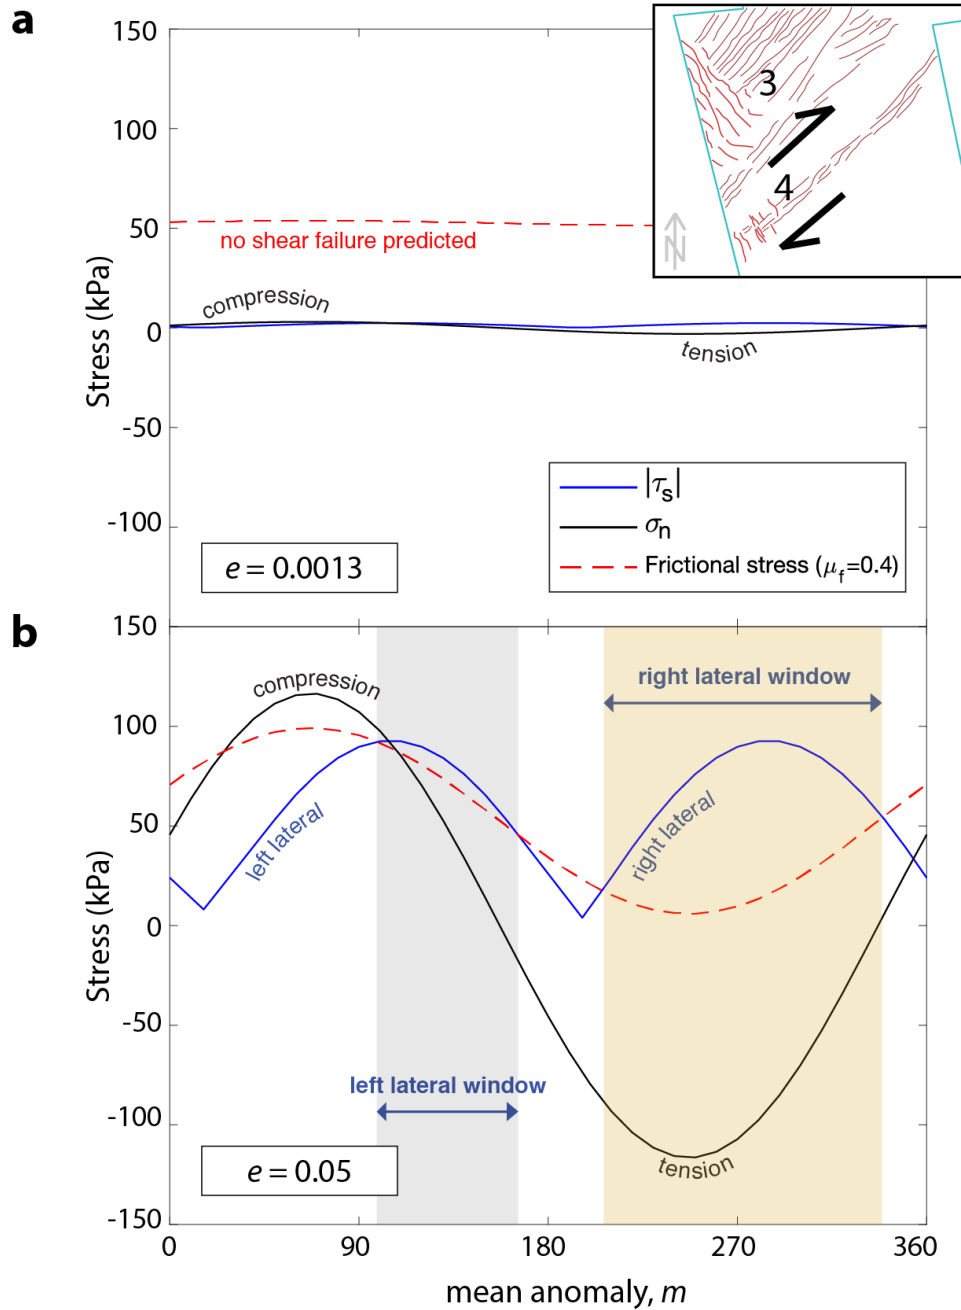 a
150
100
50
0
-50
-100
Stress (kPa)
no shear failure predicted
compression
tension
3
4
N
|τs|
σn
Frictional stress (μf=0.4)
e = 0.0013
b
150
100
50
0
-50
-100
-150
Stress (kPa)
compression
right lateral window
left lateral
right lateral
left lateral window
tension
e = 0.05
0 90 180 270 360
mean anomaly, m